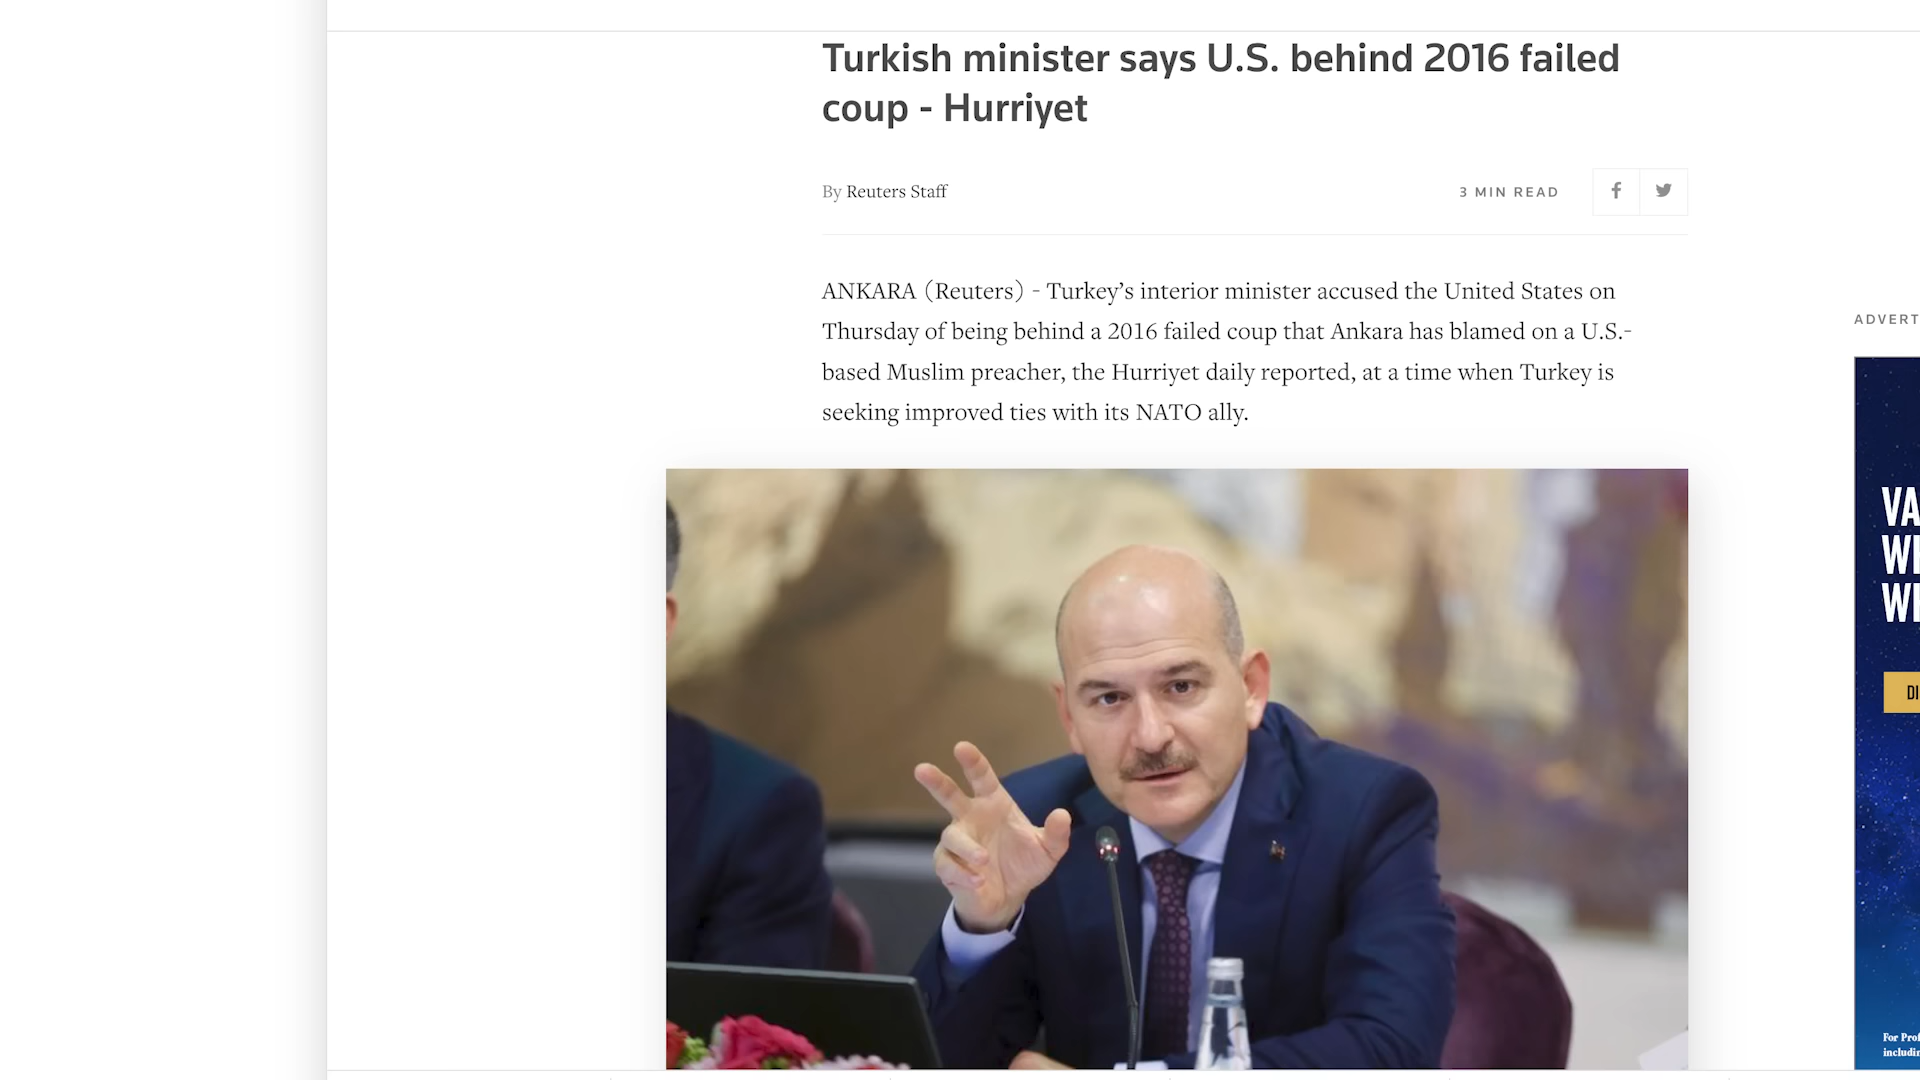 Turkish minister says U.S. behind 2016 failed
coup - Hurriyet
By Reuters Staff
3 MIN READ
ANKARA (Reuters) - Turkey’s interior minister accused the United States on
Thursday of being behind a 2016 failed coup that Ankara has blamed on a U.S.-
based Muslim preacher, the Hurriyet daily reported, at a time when Turkey is
seeking improved ties with its NATO ally.